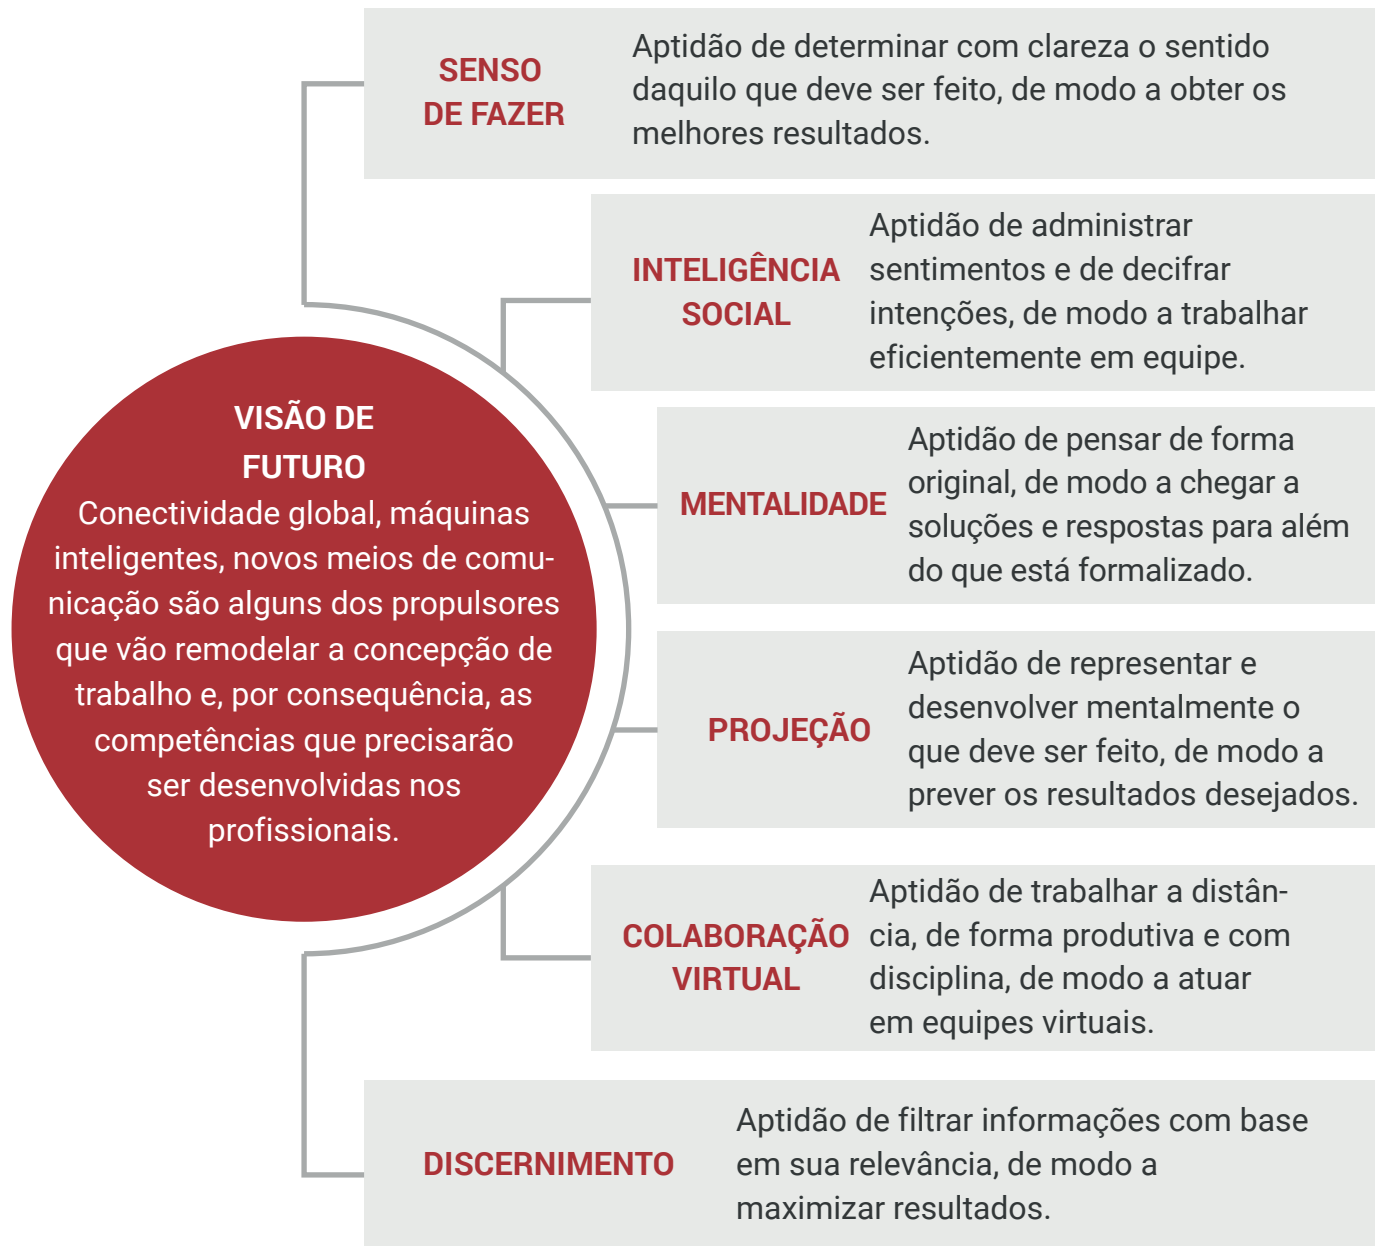 SENSO
DE FAZER
Aptidão de determinar com clareza o sentido
daquilo que deve ser feito, de modo a obter os
melhores resultados.
INTELIGÊNCIA
SOCIAL
Aptidão de administrar
sentimentos e de decifrar
intenções, de modo a trabalhar
eficientemente em equipe.
VISÃO DE
FUTURO
Conectividade global, máquinas
inteligentes, novos meios de comu-
nicação são alguns dos propulsores
que vão remodelar a concepção de
trabalho e, por consequência, as
competências que precisarão
ser desenvolvidas nos
profissionais.
MENTALIDADE
Aptidão de pensar de forma
original, de modo a chegar a
soluções e respostas para além
do que está formalizado.
PROJEÇÃO
Aptidão de representar e
desenvolver mentalmente o
que deve ser feito, de modo a
prever os resultados desejados.
COLABORAÇÃO
VIRTUAL
Aptidão de trabalhar a distân-
cia, de forma produtiva e com
disciplina, de modo a atuar
em equipes virtuais.
DISCERNIMENTO
Aptidão de filtrar informações com base
em sua relevância, de modo a
maximizar resultados.